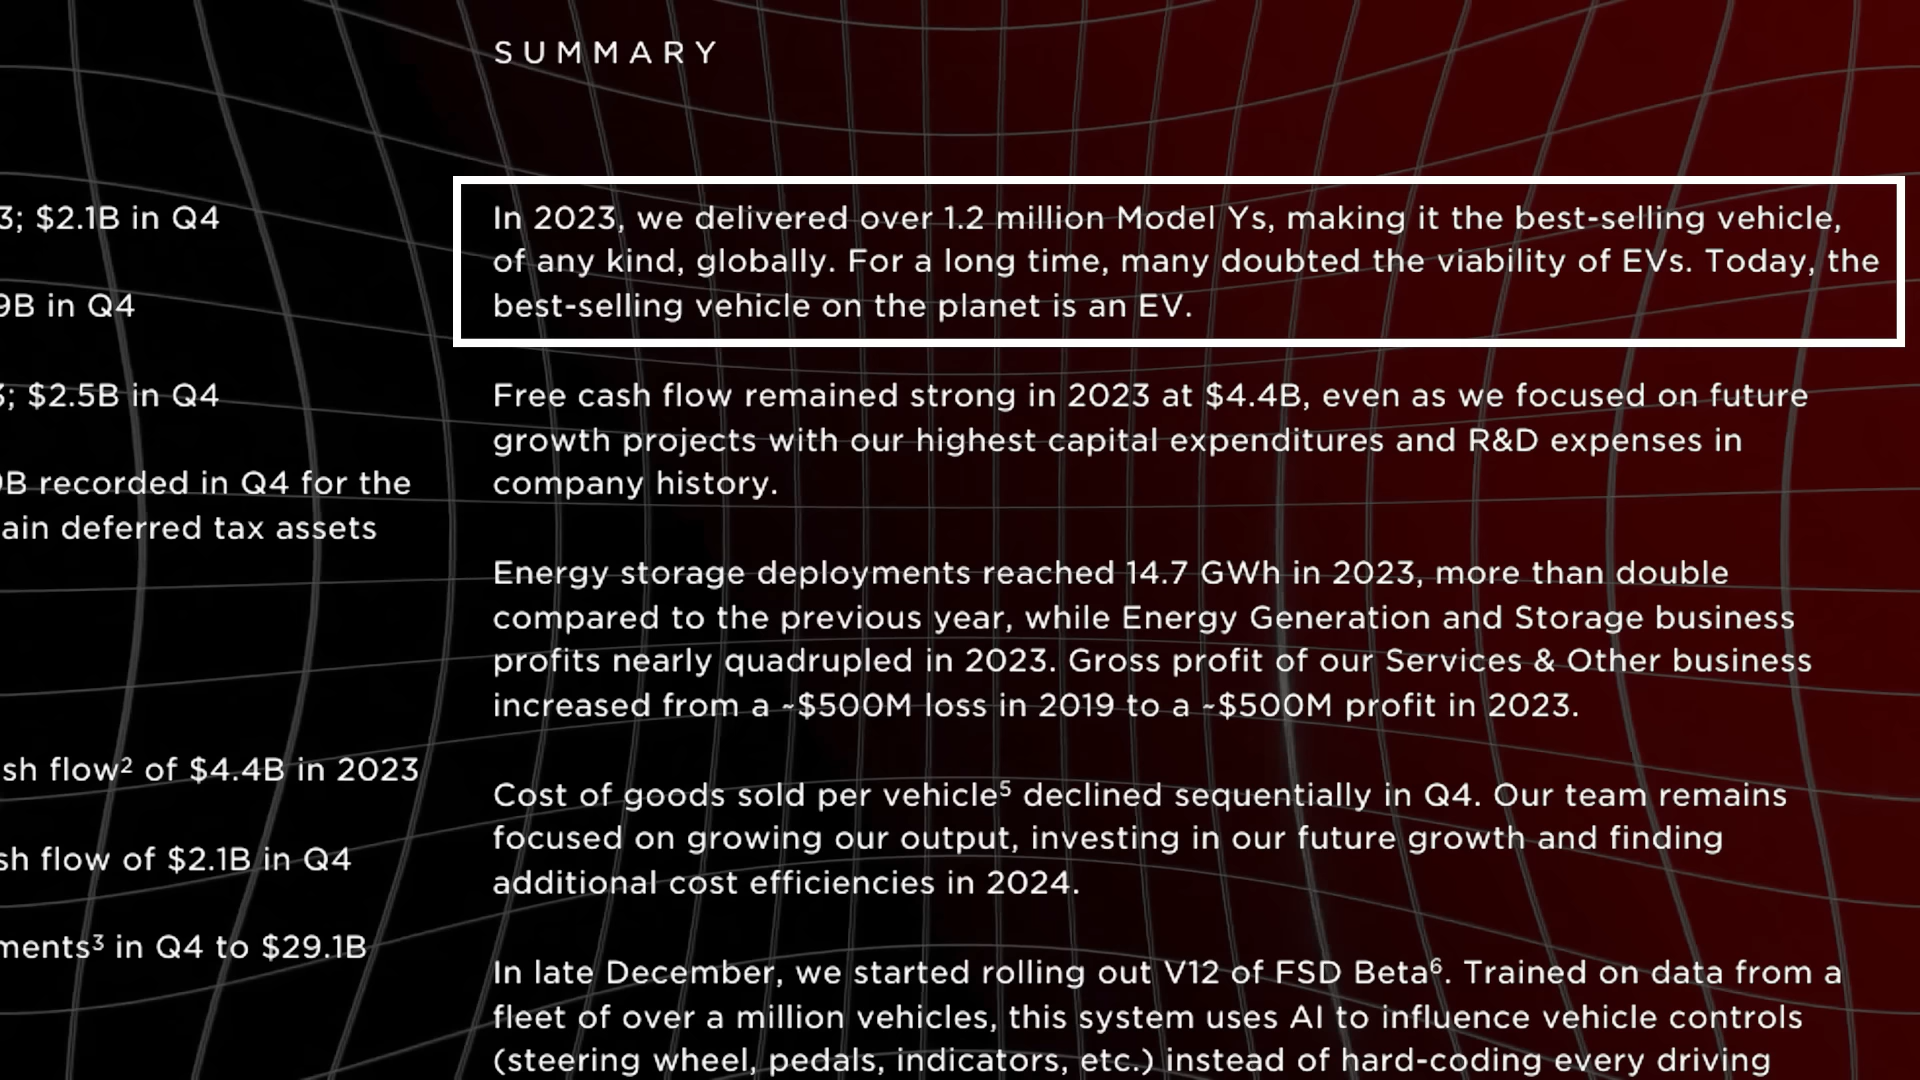 SUMMARY
3; $2.1B in Q4
9B in Q4
; $2.5B in Q4
B recorded in Q4 for the
ain deferred tax assets
sh flow² of $4.4B in 2023
sh flow of $2.1B in Q4
ments³ in Q4 to $29.1B
In 2023, we delivered over 1.2 million Model Ys, making it the best-selling vehicle,
of any kind, globally. For a long time, many doubted the viability of EVs. Today, the
best-selling vehicle on the planet is an EV.
Free cash flow remained strong in 2023 at $4.4B, even as we focused on future
growth projects with our highest capital expenditures and R&D expenses in
company history.
Energy storage deployments reached 14.7 GWh in 2023, more than double
compared to the previous year, while Energy Generation and Storage business
profits nearly quadrupled in 2023. Gross profit of our Services & Other business
increased from a ~$500M loss in 2019 to a ~$500M profit in 2023.
Cost of goods sold per vehicle⁵ declined sequentially in Q4. Our team remains
focused on growing our output, investing in our future growth and finding
additional cost efficiencies in 2024.
In late December, we started rolling out V12 of FSD Beta⁶. Trained on data from a
fleet of over a million vehicles, this system uses AI to influence vehicle controls
(steering wheel, pedals, indicators, etc.) instead of hard-coding every driving